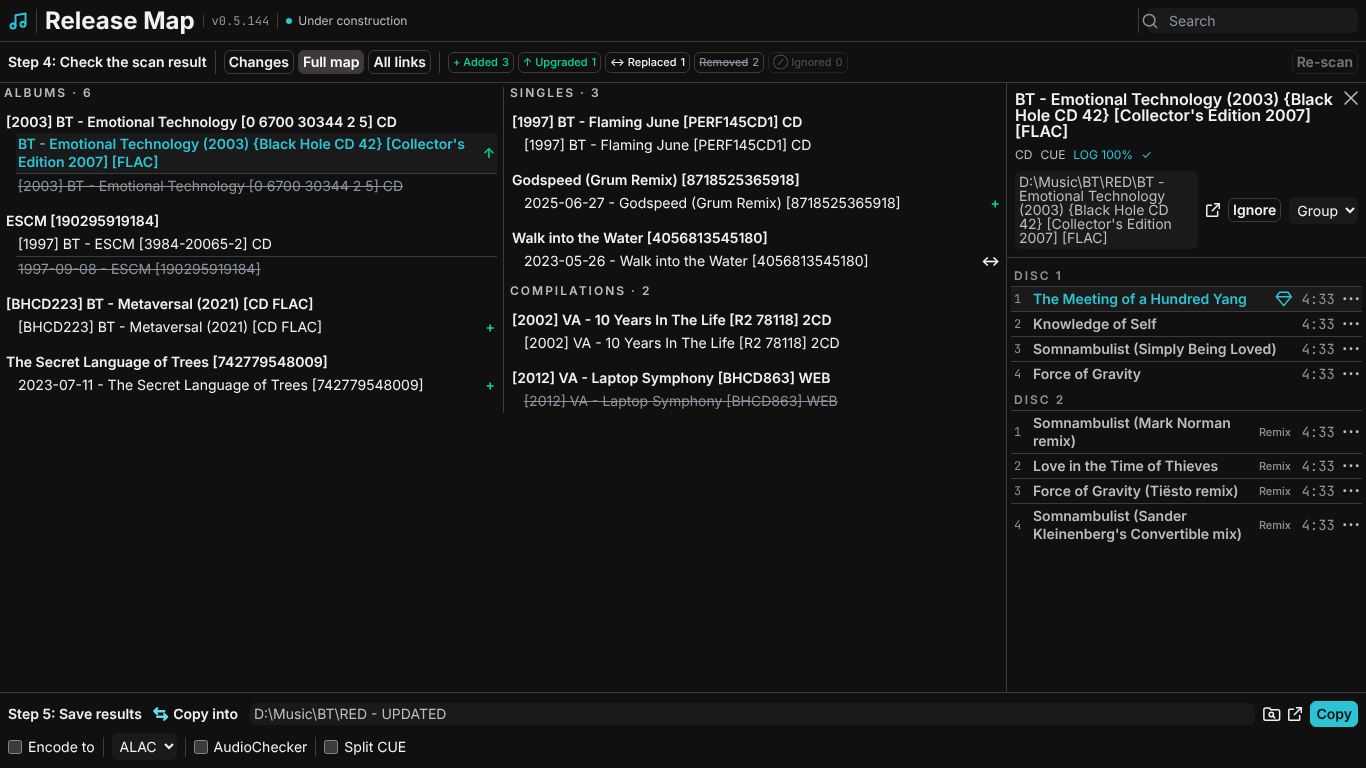 Release Map v0.5.144 Under construction Search
Step 4: Check the scan result Changes Full map All links + Added 3 ↑ Upgraded 1 ↔ Replaced 1 Removed 2 Ignored 0 Re-scan
ALBUMS · 6
[2003] BT - Emotional Technology [0 6700 30344 2 5] CD
BT - Emotional Technology (2003) {Black Hole CD 42} [Collector's
Edition 2007] [FLAC] ↑
[2003] BT - Emotional Technology [0 6700 30344 2 5] CD
ESCM [190295919184]
[1997] BT - ESCM [3984-20065-2] CD
1997-09-08 - ESCM [190295919184]
[BHCD223] BT - Metaversal (2021) [CD FLAC]
[BHCD223] BT - Metaversal (2021) [CD FLAC] +
The Secret Language of Trees [742779548009]
2023-07-11 - The Secret Language of Trees [742779548009] +
SINGLES · 3
[1997] BT - Flaming June [PERF145CD1] CD
[1997] BT - Flaming June [PERF145CD1] CD
Godspeed (Grum Remix) [8718525365918]
2025-06-27 - Godspeed (Grum Remix) [8718525365918] +
Walk into the Water [4056813545180]
2023-05-26 - Walk into the Water [4056813545180] ↔
COMPILATIONS · 2
[2002] VA - 10 Years In The Life [R2 78118] 2CD
[2002] VA - 10 Years In The Life [R2 78118] 2CD
[2012] VA - Laptop Symphony [BHCD863] WEB
[2012] VA - Laptop Symphony [BHCD863] WEB
BT - Emotional Technology (2003) {Black
Hole CD 42} [Collector's Edition 2007]
[FLAC]
CD CUE LOG 100% ✓
D:\Music\BT\RED\BT -
Emotional Technology
(2003) {Black Hole CD
42} [Collector's Edition
2007] [FLAC]
Ignore Group
DISC 1
1 The Meeting of a Hundred Yang 4:33 ···
2 Knowledge of Self 4:33 ···
3 Somnambulist (Simply Being Loved) 4:33 ···
4 Force of Gravity 4:33 ···
DISC 2
1 Somnambulist (Mark Norman
remix) Remix 4:33 ···
2 Love in the Time of Thieves Remix 4:33 ···
3 Force of Gravity (Tiësto remix) Remix 4:33 ···
4 Somnambulist (Sander
Kleinenberg's Convertible mix) Remix 4:33 ···
Step 5: Save results Copy into D:\Music\BT\RED - UPDATED Copy
Encode to ALAC AudioChecker Split CUE